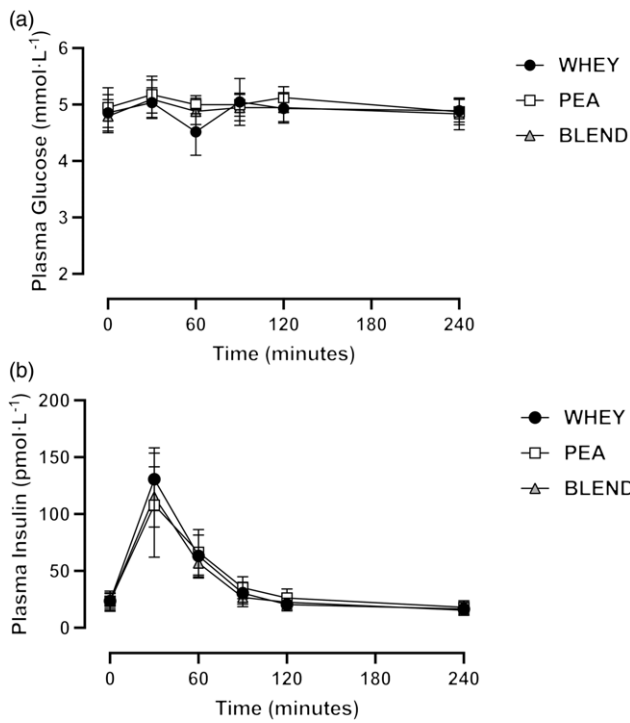 (a)
Plasma Glucose (mmol·L⁻¹)
6
5
4
3
2
0 60 120 180 240
Time (minutes)
WHEY
PEA
BLEND
(b)
Plasma Insulin (pmol·L⁻¹)
200
150
100
50
0
0 60 120 180 240
Time (minutes)
WHEY
PEA
BLEND